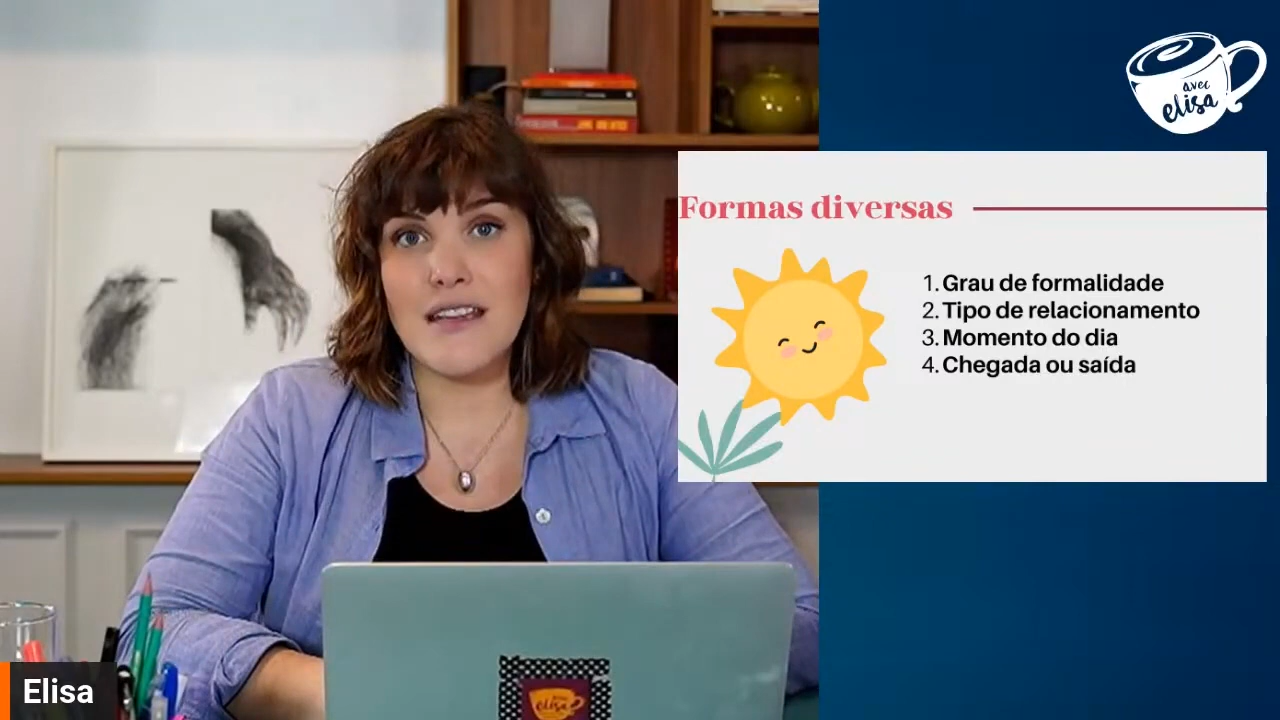 avec
elisa
Formas diversas
1. Grau de formalidade
2. Tipo de relacionamento
3. Momento do dia
4. Chegada ou saída
elisa
Elisa